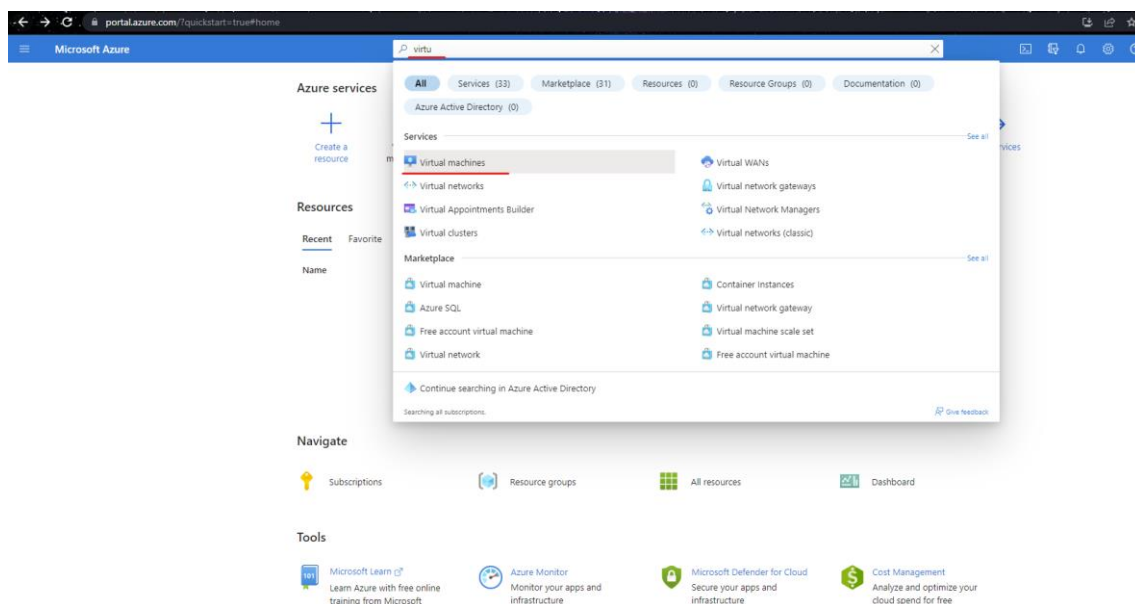 portal.azure.com/?quickstart=true#home
Microsoft Azure
virtu
Azure services
All
Services (33)
Marketplace (31)
Resources (0)
Resource Groups (0)
Documentation (0)
Azure Active Directory (0)
Create a
resource
m
Services
See all
Virtual machines
Virtual WANs
Virtual networks
Virtual network gateways
Virtual Appointments Builder
Virtual Network Managers
Virtual clusters
Virtual networks (classic)
Marketplace
See all
Virtual machine
Container Instances
Azure SQL
Virtual network gateway
Free account virtual machine
Virtual machine scale set
Virtual network
Free account virtual machine
Continue searching in Azure Active Directory
Searching all subscriptions.
Give feedback
vices
Resources
Recent
Favorite
Name
Navigate
Subscriptions
Resource groups
All resources
Dashboard
Tools
101
Microsoft Learn
Learn Azure with free online
training from Microsoft
Azure Monitor
Monitor your apps and
infrastructure
Microsoft Defender for Cloud
Secure your apps and
infrastructure
Cost Management
Analyze and optimize your
cloud spend for free